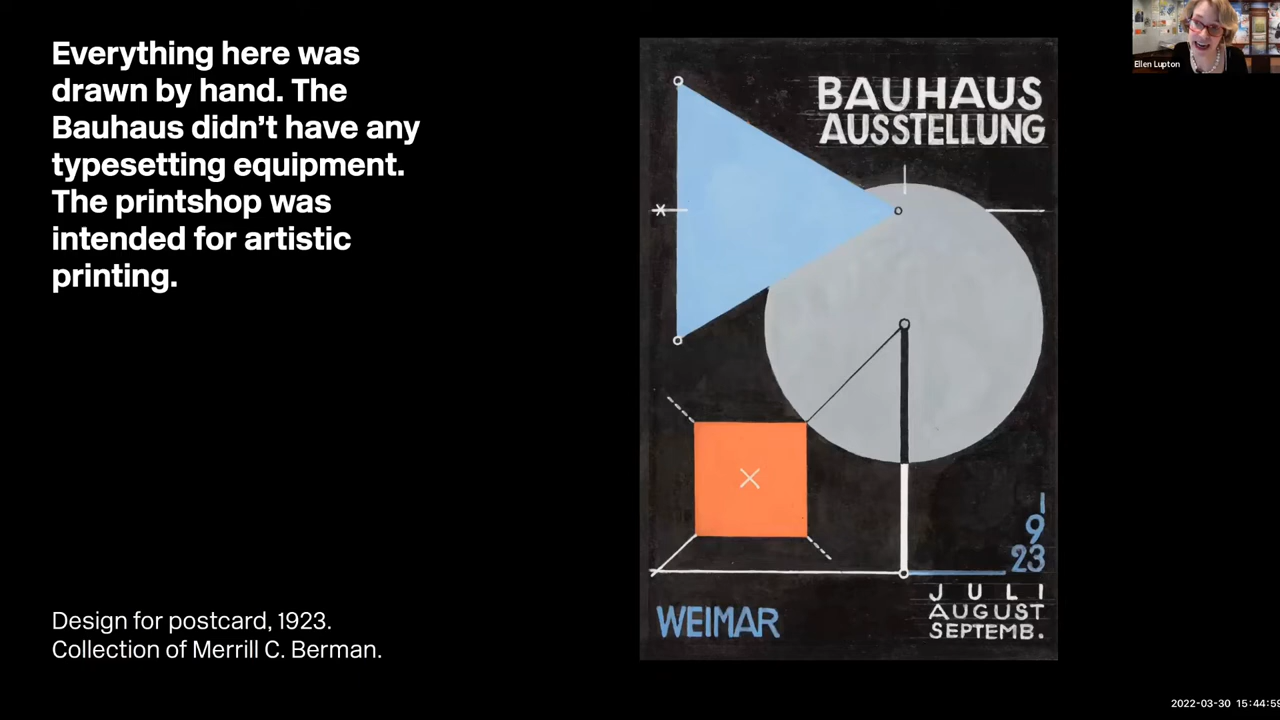 Everything here was
drawn by hand. The
Bauhaus didn't have any
typesetting equipment.
The printshop was
intended for artistic
printing.
Design for postcard, 1923.
Collection of Merrill C. Berman.
BAUHAUS
AUSSTELLUNG
1
9
23
JULI
AUGUST
SEPTEMB.
WEIMAR
Ellen Lupton
2022-03-30 15:44:59